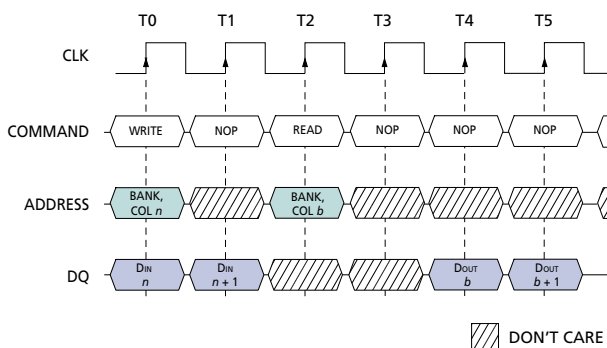 T0 T1 T2 T3 T4 T5
CLK
COMMAND WRITE NOP READ NOP NOP NOP
ADDRESS BANK, COL n BANK, COL b
DQ DIN n DIN n + 1 DOUT b DOUT b + 1
DON'T CARE